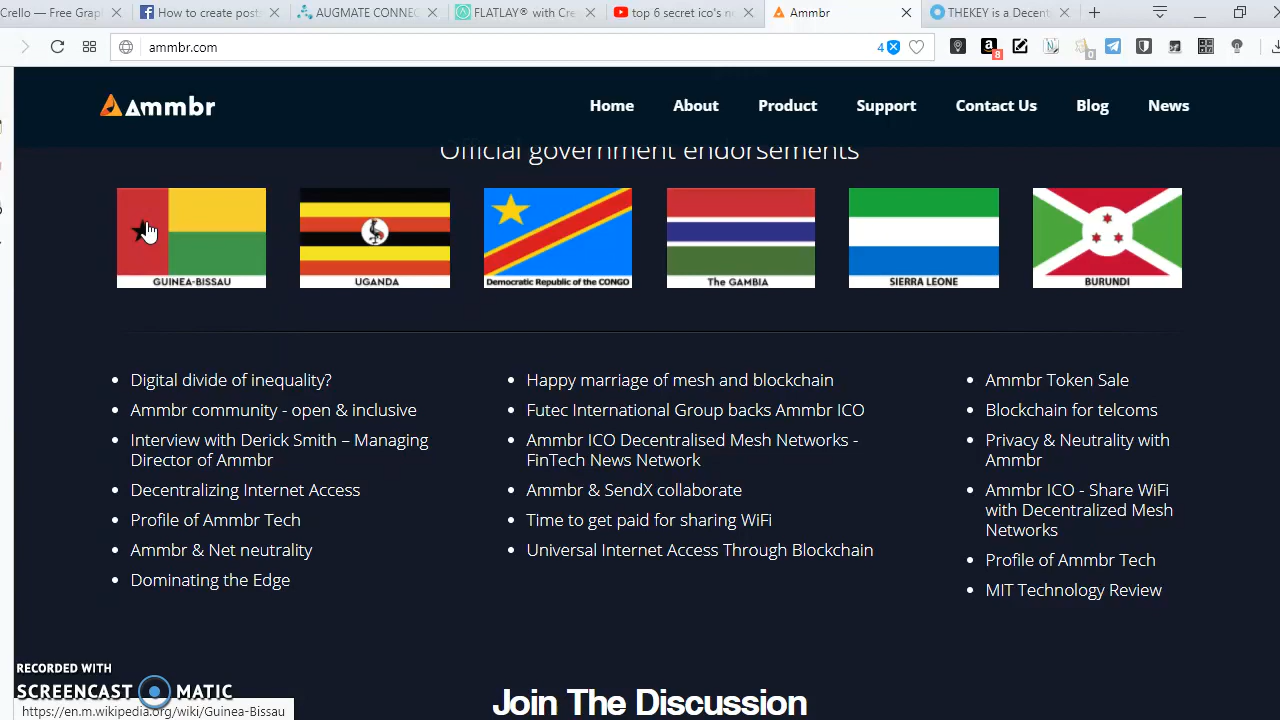 Crello — Free Grap
How to create post
AUGMATE CONNEC
FLATLAY® with Cre
top 6 secret ico's n
Ammbr
THEKEY is a Decent
ammbr.com
4
8
0
Ammbr
Home
About
Product
Support
Contact Us
Blog
News
Official government endorsements
GUINEA-BISSAU
UGANDA
Democratic Republic of the CONGO
The GAMBIA
SIERRA LEONE
BURUNDI
Digital divide of inequality?
Ammbr community - open & inclusive
Interview with Derick Smith – Managing
Director of Ammbr
Decentralizing Internet Access
Profile of Ammbr Tech
Ammbr & Net neutrality
Dominating the Edge
Happy marriage of mesh and blockchain
Futec International Group backs Ammbr ICO
Ammbr ICO Decentralised Mesh Networks -
FinTech News Network
Ammbr & SendX collaborate
Time to get paid for sharing WiFi
Universal Internet Access Through Blockchain
Ammbr Token Sale
Blockchain for telcoms
Privacy & Neutrality with
Ammbr
Ammbr ICO - Share WiFi
with Decentralized Mesh
Networks
Profile of Ammbr Tech
MIT Technology Review
Join The Discussion
RECORDED WITH
SCREENCAST MATIC
https://en.m.wikipedia.org/wiki/Guinea-Bissau